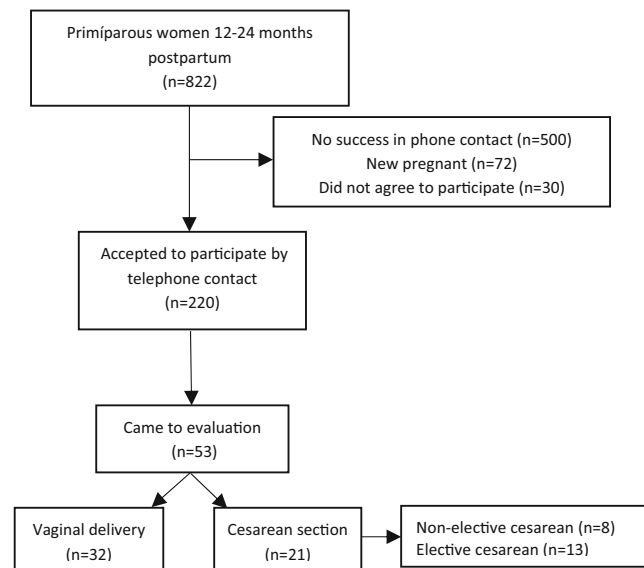 Primíparous women 12-24 months
postpartum
(n=822)
No success in phone contact (n=500)
New pregnant (n=72)
Did not agree to participate (n=30)
Accepted to participate by
telephone contact
(n=220)
Came to evaluation
(n=53)
Vaginal delivery
(n=32)
Cesarean section
(n=21)
Non-elective cesarean (n=8)
Elective cesarean (n=13)